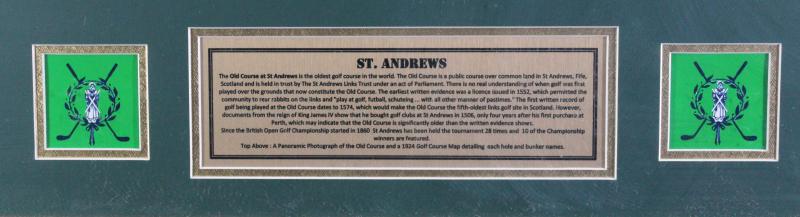 ST. ANDREWS
The Old Course at St Andrews is the oldest golf course in the world. The Old Course is a public course over common land in St Andrews, Fife,
Scotland and is held in trust by The St Andrews Links Trust under an act of Parliament. There is no real understanding of when golf was first
played over the grounds that now constitute the Old Course. The earliest written evidence was a licence issued in 1552, which permitted the
community to rear rabbits on the links and "play at golf, futball, schuteing ... with all other manner of pastimes." The first written record of
golf being played at the Old Course dates to 1574, which would make the Old Course the fifth-oldest links golf site in Scotland. However,
documents from the reign of King James IV show that he bought golf clubs at St Andrews in 1506, only four years after his first purchase at
Perth, which may indicate that the Old Course is significantly older than the written evidence shows.
Since the British Open Golf Championship started in 1860 St Andrews has been held the tournament 28 times and 10 of the Championship
winners are featured.
Top Above : A Panoramic Photograph of the Old Course and a 1924 Golf Course Map detailing each hole and bunker names.